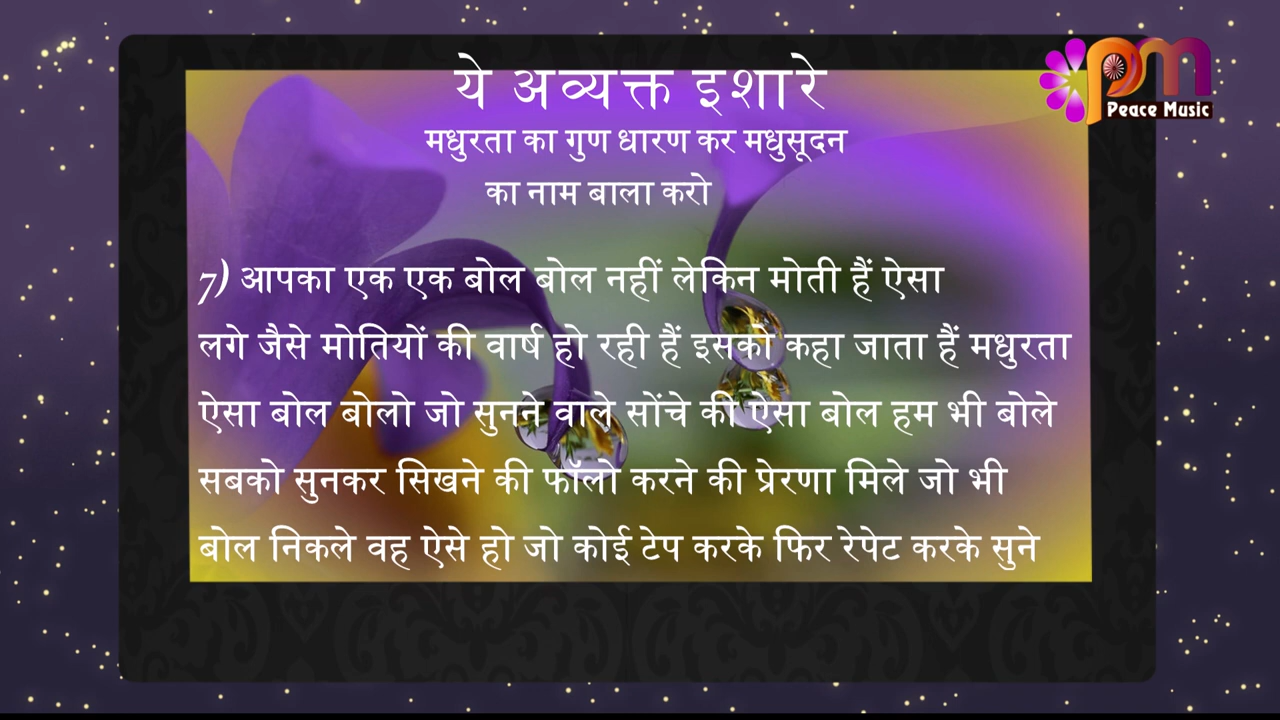 ये अव्यक्त इशारे
pm
Peace Music
मधुरता का गुण धारण कर मधुसूदन
का नाम बाला करो
7) आपका एक एक बोल बोल नहीं लेकिन मोती हैं ऐसा
लगे जैसे मोतियों की वार्ष हो रही हैं इसको कहा जाता हैं मधुरता
ऐसा बोल बोलो जो सुनने वाले सोंचे की ऐसा बोल हम भी बोले
सबको सुनकर सिखने की फॉलो करने की प्रेरणा मिले जो भी
बोल निकले वह ऐसे हो जो कोई टेप करके फिर रेपेट करके सुने